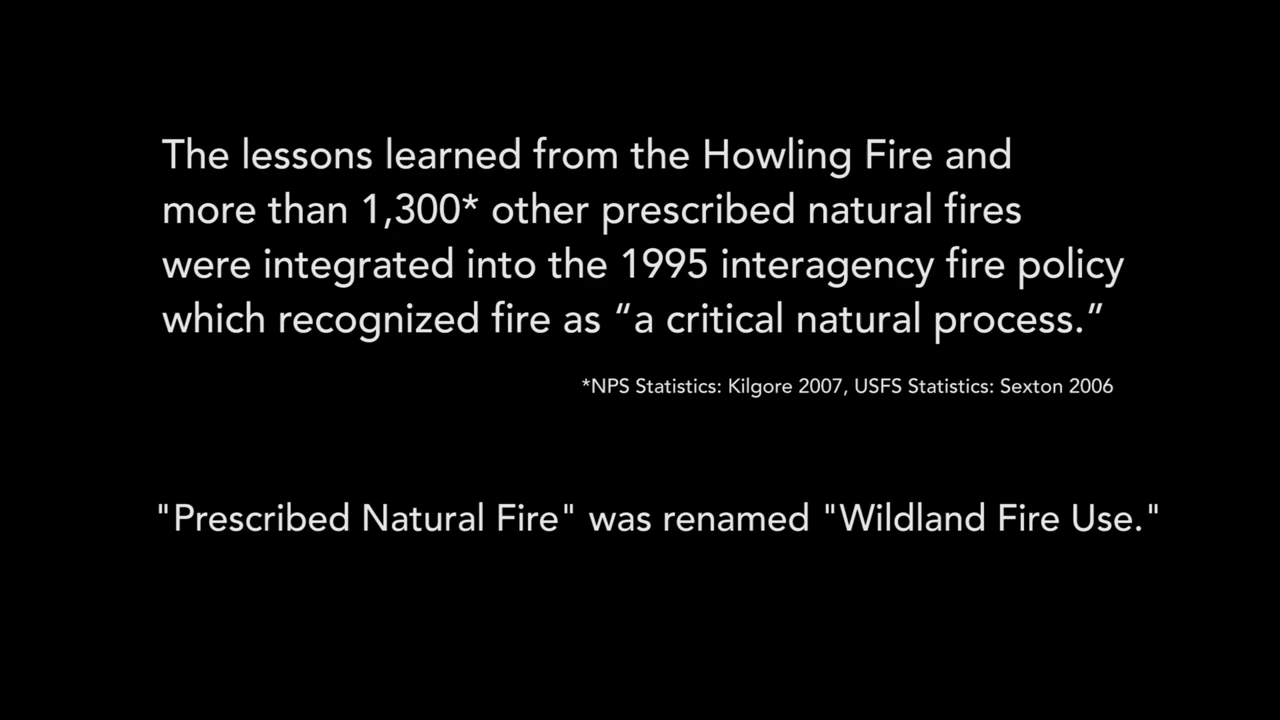 The lessons learned from the Howling Fire and
more than 1,300* other prescribed natural fires
were integrated into the 1995 interagency fire policy
which recognized fire as “a critical natural process.”
*NPS Statistics: Kilgore 2007, USFS Statistics: Sexton 2006
"Prescribed Natural Fire" was renamed "Wildland Fire Use."